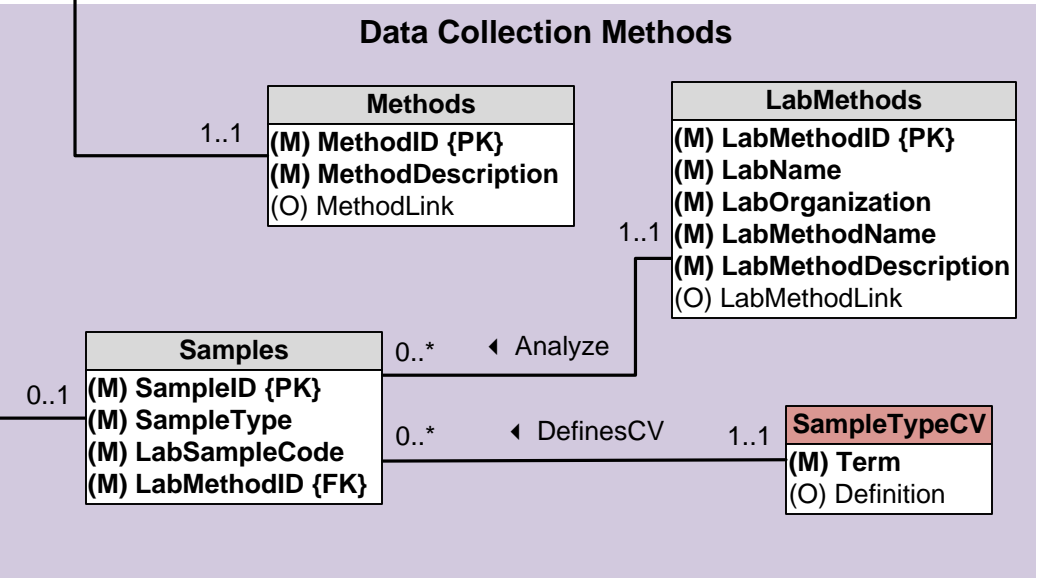 Data Collection Methods
Methods
1..1
(M) MethodID {PK}
(M) MethodDescription
(O) MethodLink
LabMethods
(M) LabMethodID {PK}
(M) LabName
(M) LabOrganization
1..1
(M) LabMethodName
(M) LabMethodDescription
(O) LabMethodLink
Samples
0..1
(M) SampleID {PK}
(M) SampleType
(M) LabSampleCode
(M) LabMethodID {FK}
0..* ◄ Analyze
0..* ◄ DefinesCV 1..1
SampleTypeCV
(M) Term
(O) Definition